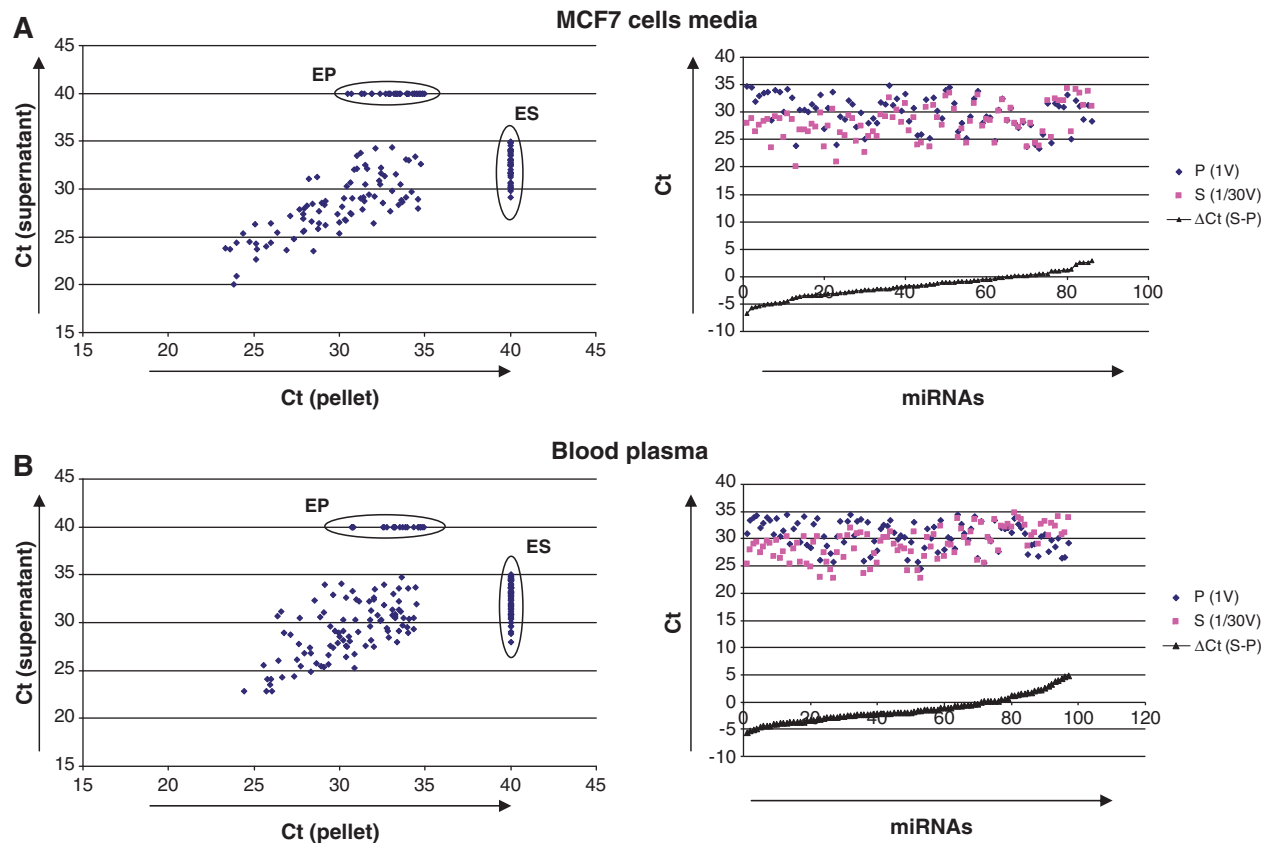 A
MCF7 cells media
Ct (supernatant)
45
40
35
30
25
20
15
15 20 25 30 35 40 45
EP
ES
Ct (pellet)
Ct
40
35
30
25
20
15
10
5
0
-5
-10
0 20 40 60 80 100
miRNAs
P (1V)
S (1/30V)
ΔCt (S-P)
B
Blood plasma
Ct (supernatant)
45
40
35
30
25
20
15
15 20 25 30 35 40 45
EP
ES
Ct (pellet)
Ct
40
35
30
25
20
15
10
5
0
-5
-10
0 20 40 60 80 100 120
miRNAs
P (1V)
S (1/30V)
ΔCt (S-P)